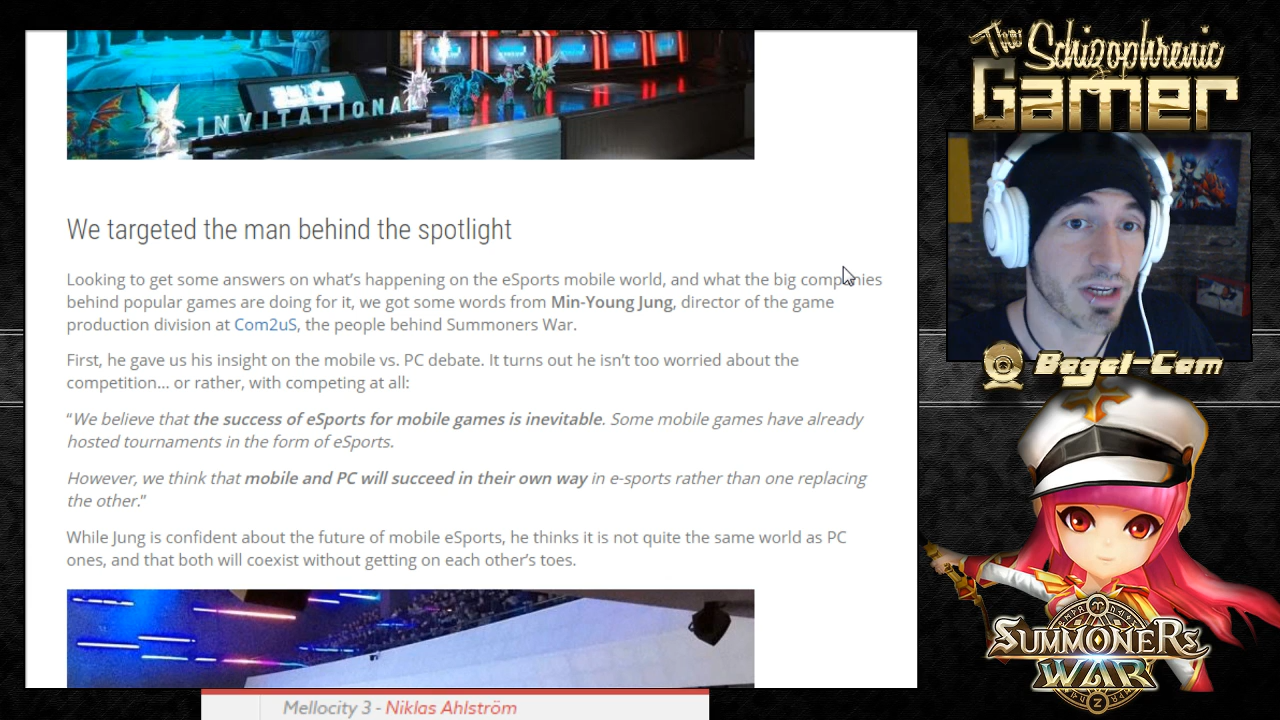 INVITATIONAL
We targeted the man behind the spotlight
Looking to get some answers on what's happening on the eSports mobile world, and what the big companies
behind popular games are doing for it, we got some words from Min-Young Jung, director of the game
production division at Com2uS, the people behind Summoners War.
First, he gave us his insight on the mobile vs. PC debate. It turns out he isn't too worried about the
competition... or rather, with competing at all:
“We believe that the success of eSports for mobile games is inevitable. Some mobile games have already
hosted tournaments in the form of eSports.
However, we think that mobile and PC will succeed in their own way in e-sports rather than one replacing
the other.”
While Jung is confident about the future of mobile eSports, he thinks it is not quite the same world as PC
ones, and that both will coexist without getting on each other's toes.
Mellocity 3 - Niklas Ahlström
The Schizophrenic
Gamer
Bagel-Cam
SUMMONERS
WAR